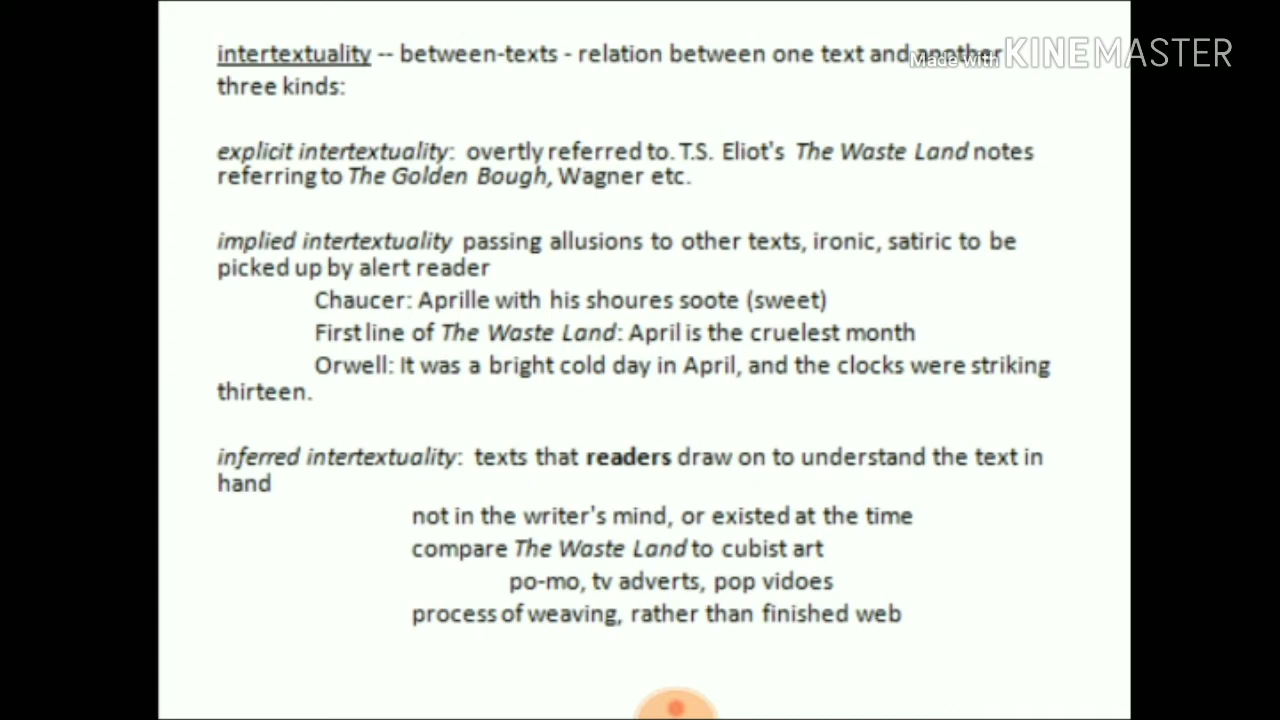 intertextuality -- between-texts - relation between one text and another
Made with KINEMASTER
three kinds:
explicit intertextuality: overtly referred to. T.S. Eliot's The Waste Land notes
referring to The Golden Bough, Wagner etc.
implied intertextuality passing allusions to other texts, ironic, satiric to be
picked up by alert reader
Chaucer: Aprille with his shoures soote (sweet)
First line of The Waste Land: April is the cruelest month
Orwell: It was a bright cold day in April, and the clocks were striking
thirteen.
inferred intertextuality: texts that readers draw on to understand the text in
hand
not in the writer's mind, or existed at the time
compare The Waste Land to cubist art
po-mo, tv adverts, pop vidoes
process of weaving, rather than finished web